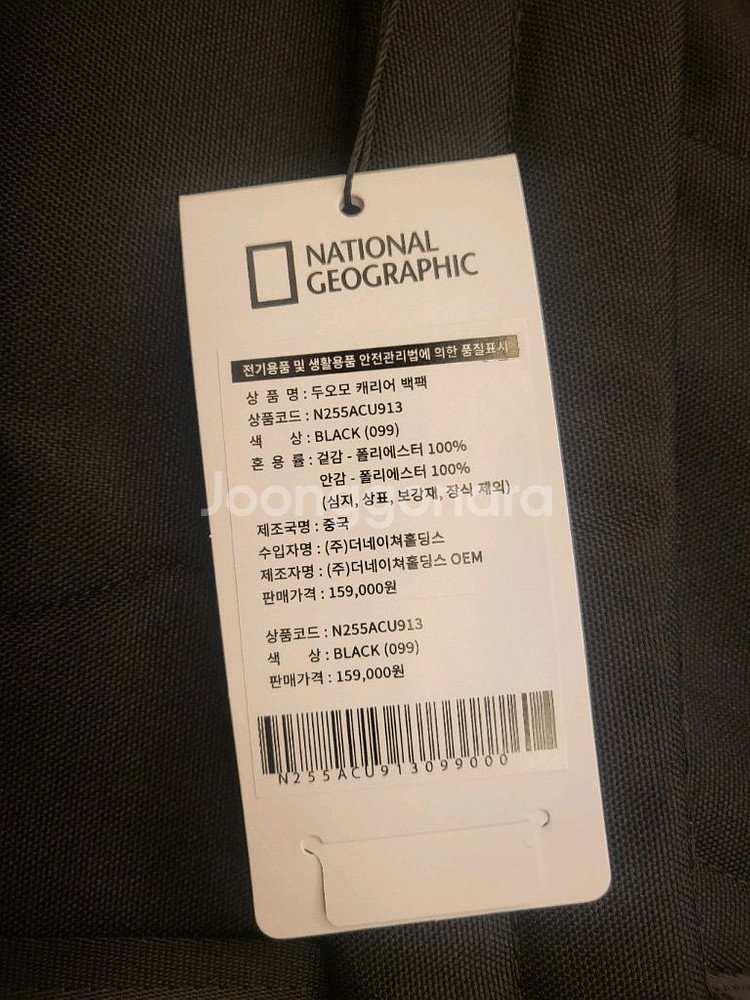 NATIONAL
GEOGRAPHIC
전기용품 및 생활용품 안전관리법에 의한 품질표시
상 품 명 : 두오모 캐리어 백팩
상품코드 : N255ACU913
색 상 : BLACK (099)
혼 용 률 : 겉감 - 폴리에스터 100%
안감 - 폴리에스터 100%
(심지, 상표, 보강재, 장식 제외)
Joonggonara
제조국명 : 중국
수입자명 : (주)더네이쳐홀딩스
제조자명 : (주)더네이쳐홀딩스 OEM
판매가격 : 159,000원
상품코드 : N255ACU913
색 상 : BLACK (099)
판매가격 : 159,000원
N255ACU913099000